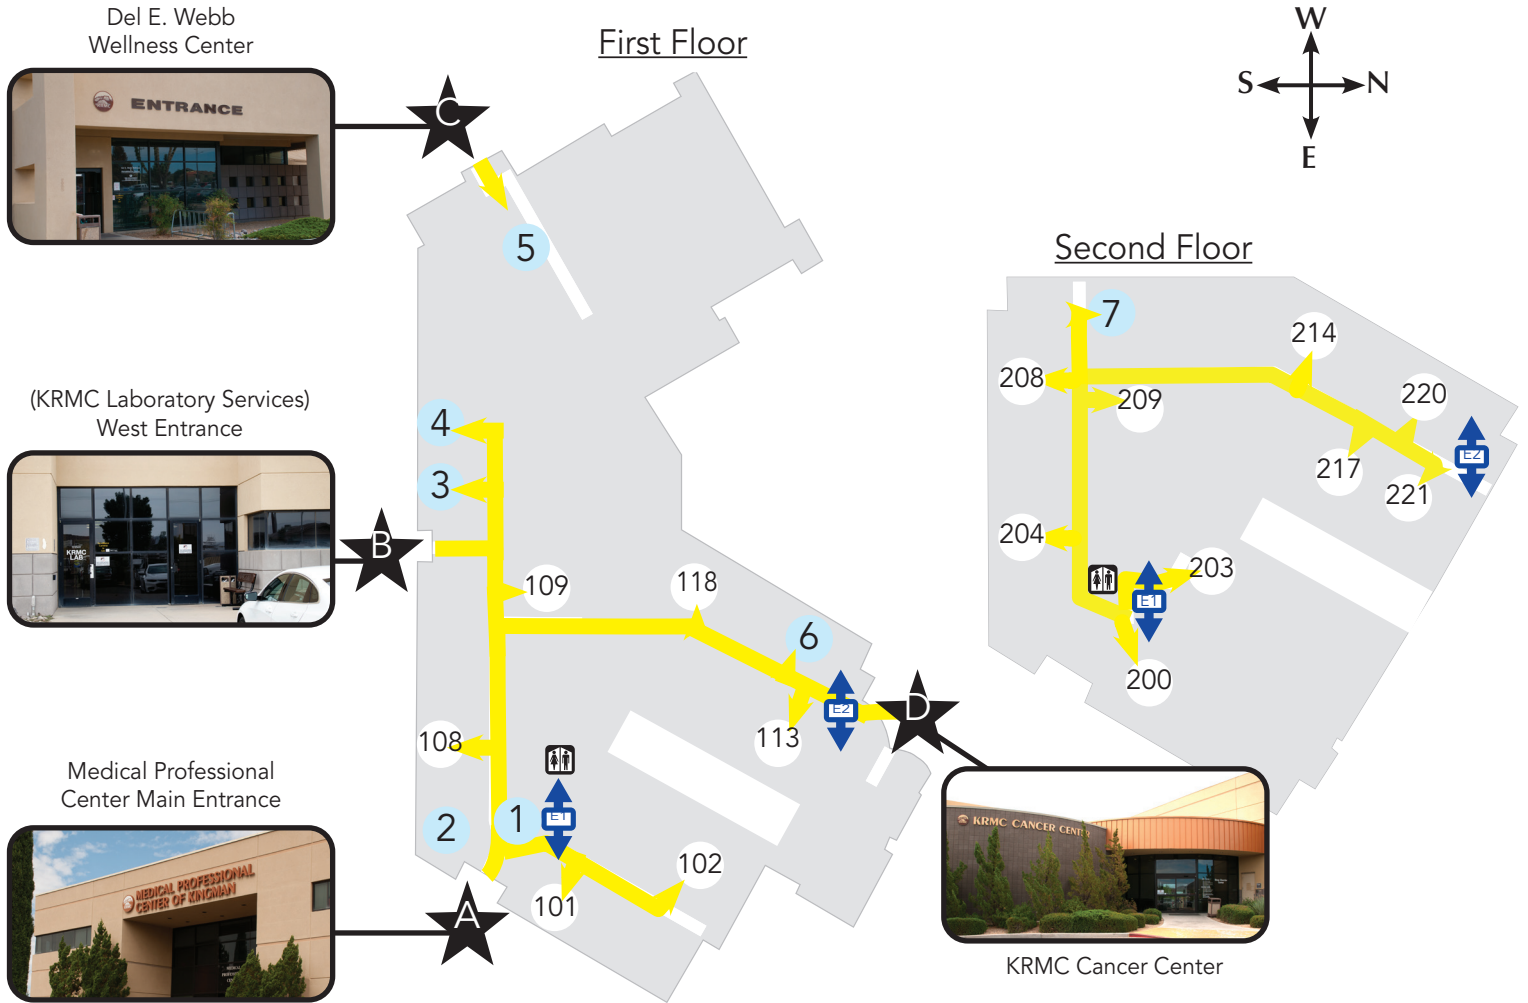 Del E. Webb
Wellness Center
First Floor
W
S
N
E
ENTRANCE
C
5
Second Floor
7
214
208
209
220
E2
217
221
204
203
E1
200
(KRMC Laboratory Services)
West Entrance
KRMC
LAB
4
3
B
109
118
6
E2
D
113
108
Medical Professional
Center Main Entrance
2
1
E1
102
101
A
MEDICAL PROFESSIONAL
CENTER OF KINGMAN
KRMC CANCER CENTER
KRMC Cancer Center